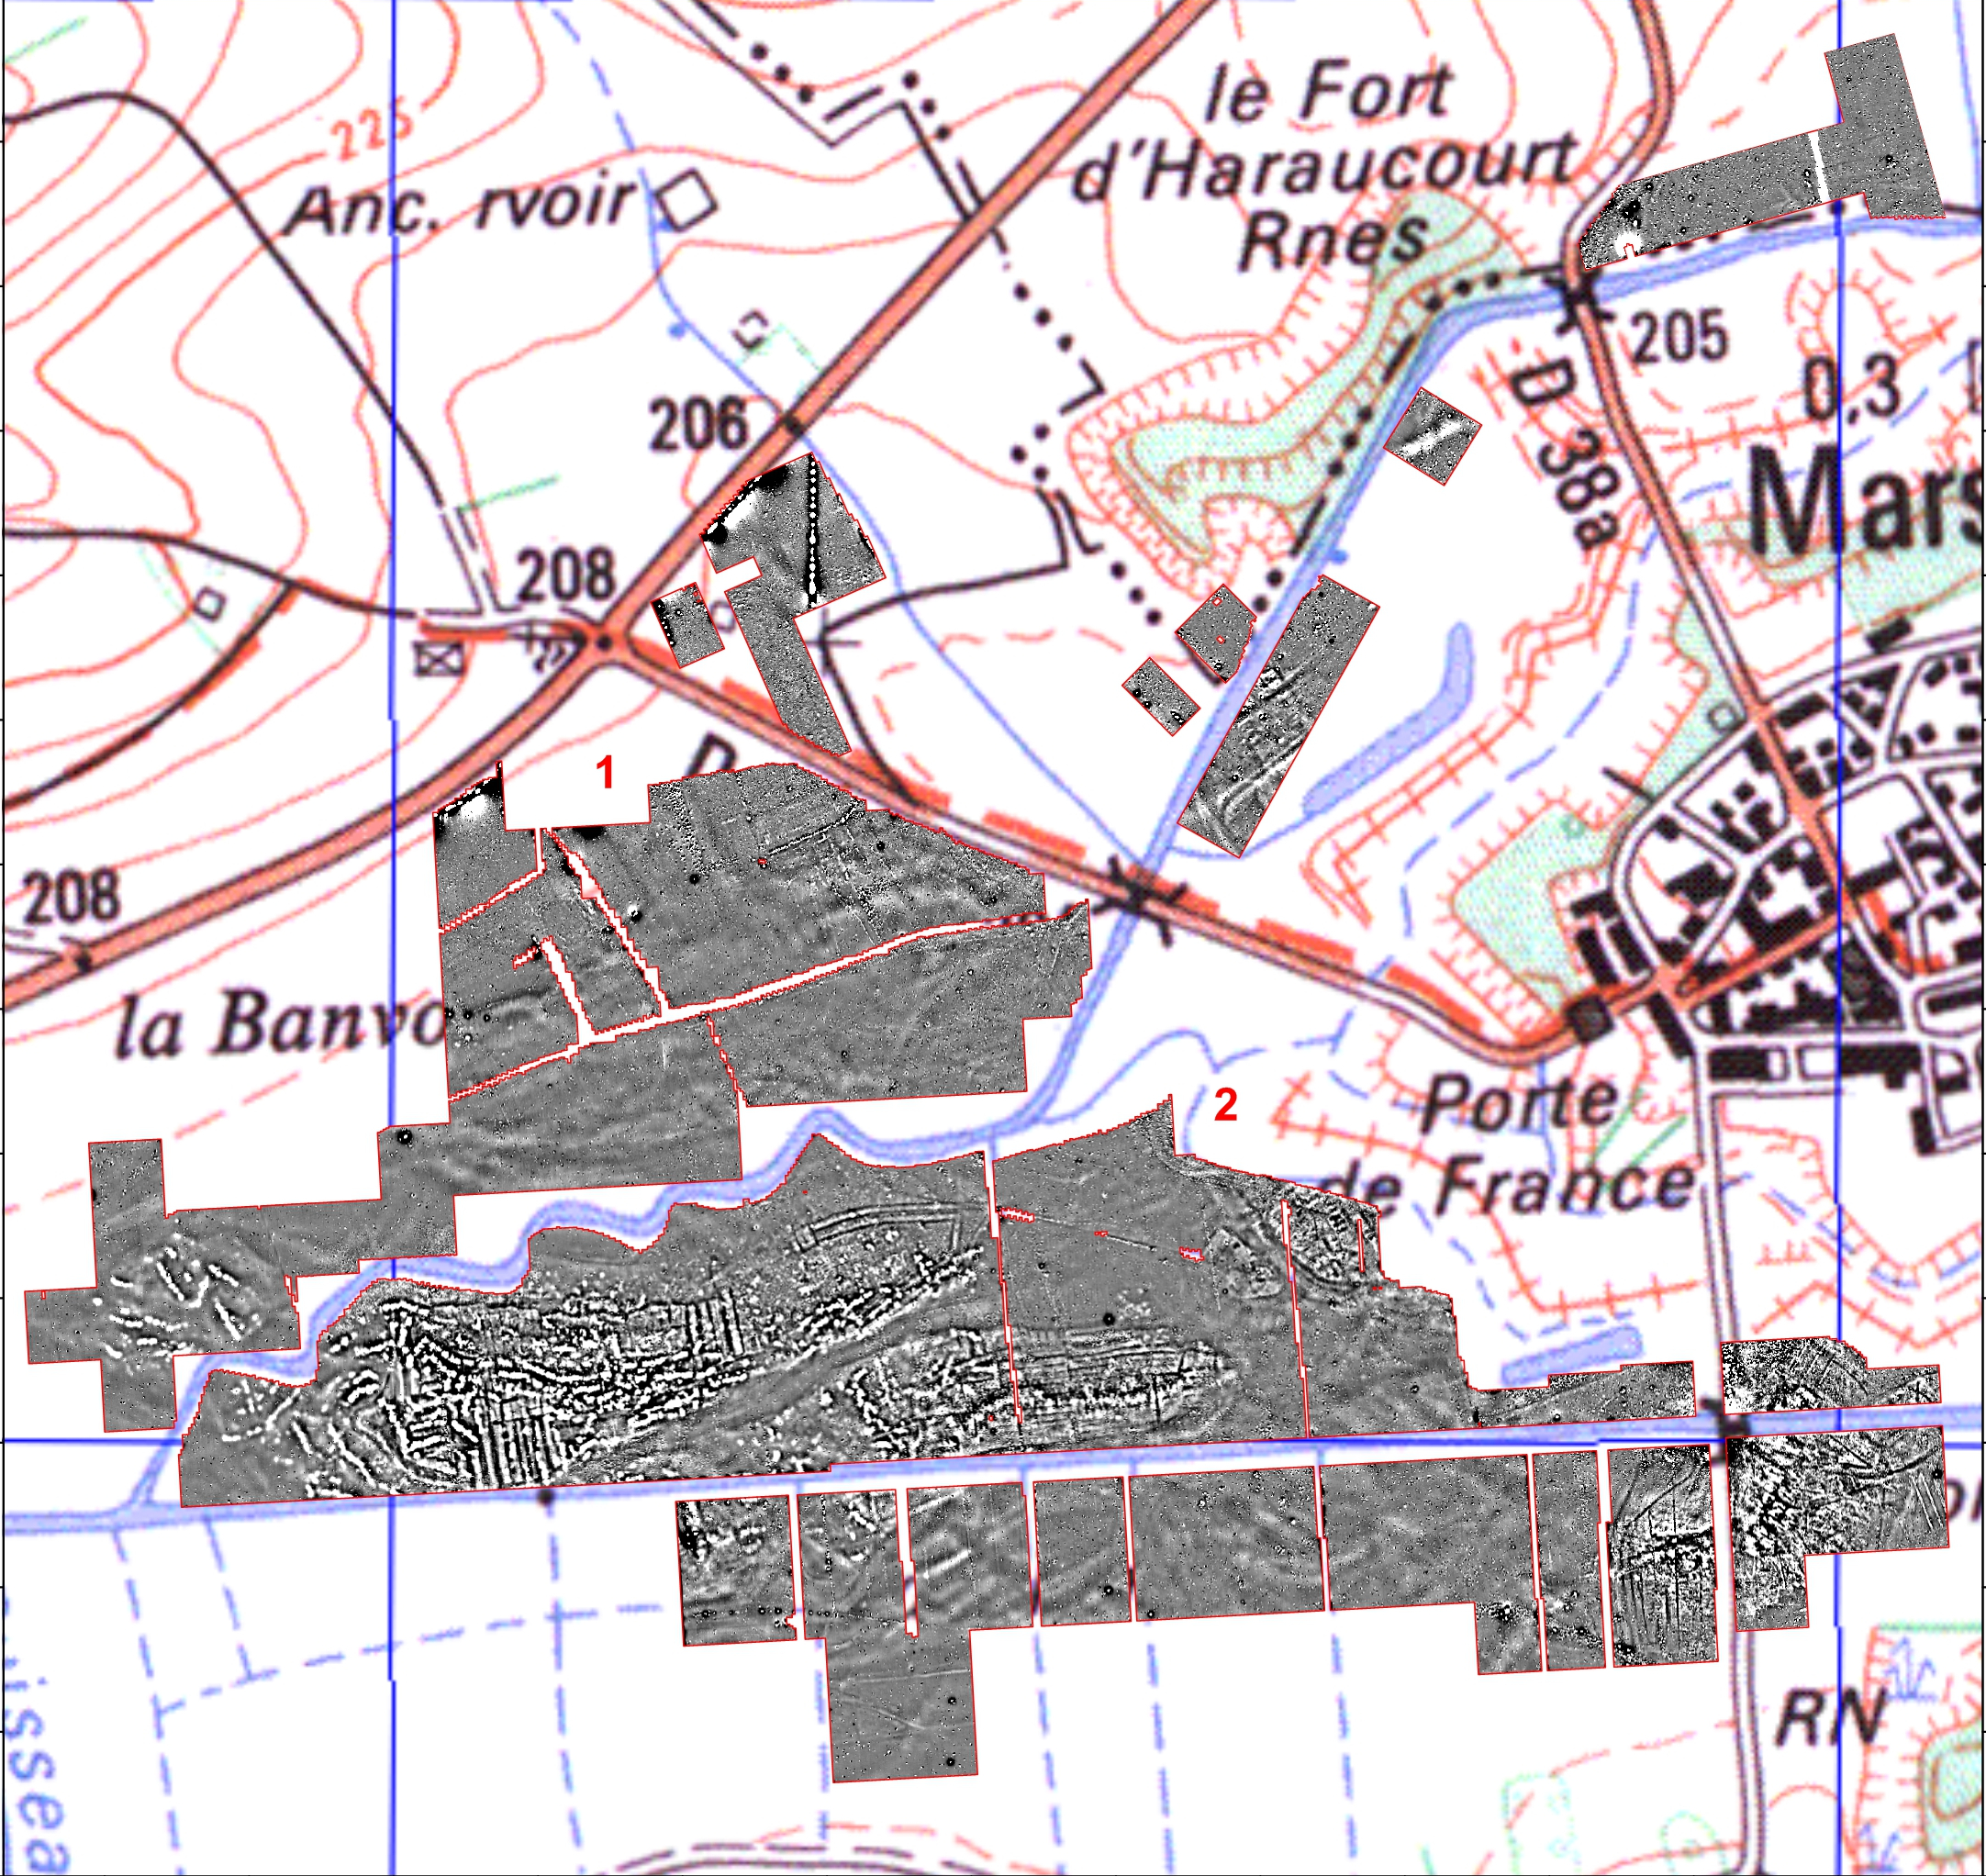 le Fort
d'Haraucourt
Rnes
225
Anc. rvoir
205
D 38a
0.3
Mars
206
208
1
D
208
la Banvo
2
Porte
de France
RN
uissea